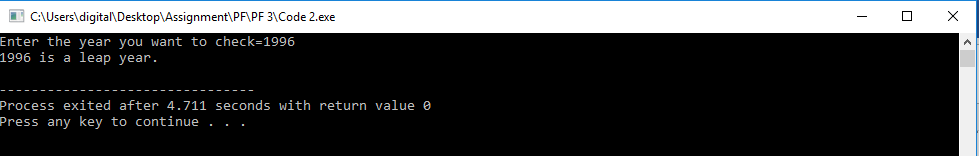 C:\Users\digital\Desktop\Assignment\PF\PF 3\Code 2.exe
Enter the year you want to check=1996
1996 is a leap year.
--------------------------------
Process exited after 4.711 seconds with return value 0
Press any key to continue . . .